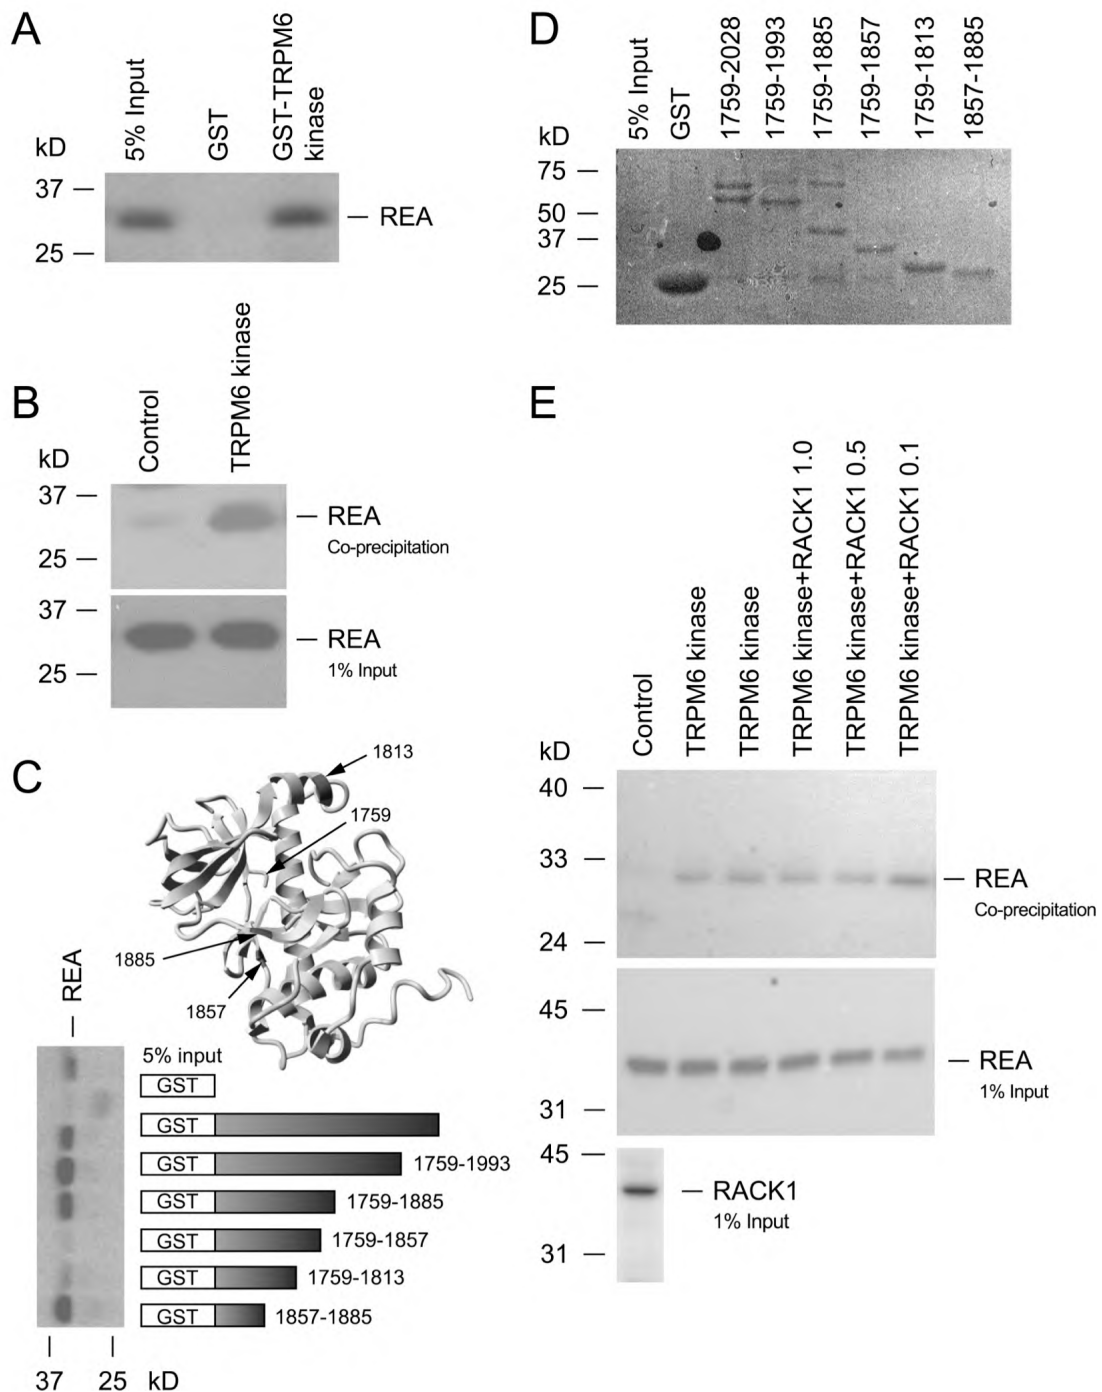 A
5% Input
GST
GST-TRPM6
kinase
kD
37
25
REA
B
Control
TRPM6 kinase
kD
37
25
REA
Co-precipitation
37
25
REA
1% Input
C
1813
1759
1885
1857
REA
5% input
GST
GST
GST
1759-1993
GST
1759-1885
GST
1759-1857
GST
1759-1813
GST
1857-1885
37
25
kD
D
5% Input
GST
1759-2028
1759-1993
1759-1885
1759-1857
1759-1813
1857-1885
kD
75
50
37
25
E
Control
TRPM6 kinase
TRPM6 kinase
TRPM6 kinase+RACK1 1.0
TRPM6 kinase+RACK1 0.5
TRPM6 kinase+RACK1 0.1
kD
40
33
24
REA
Co-precipitation
45
31
REA
1% Input
45
31
RACK1
1% Input